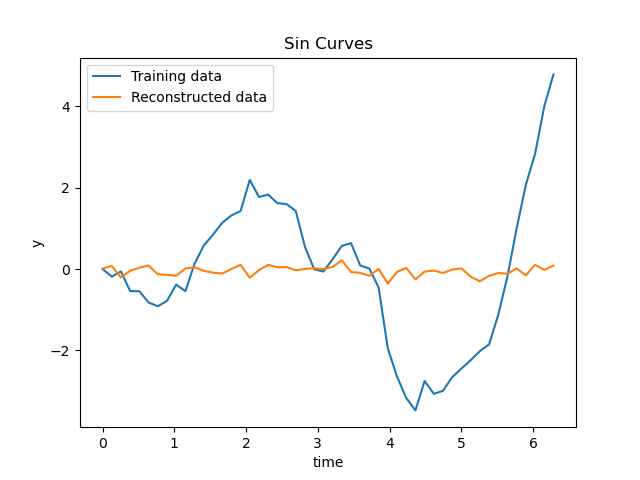 Sin Curves
Training data
Reconstructed data
y
4
2
0
−2
0 1 2 3 4 5 6
time